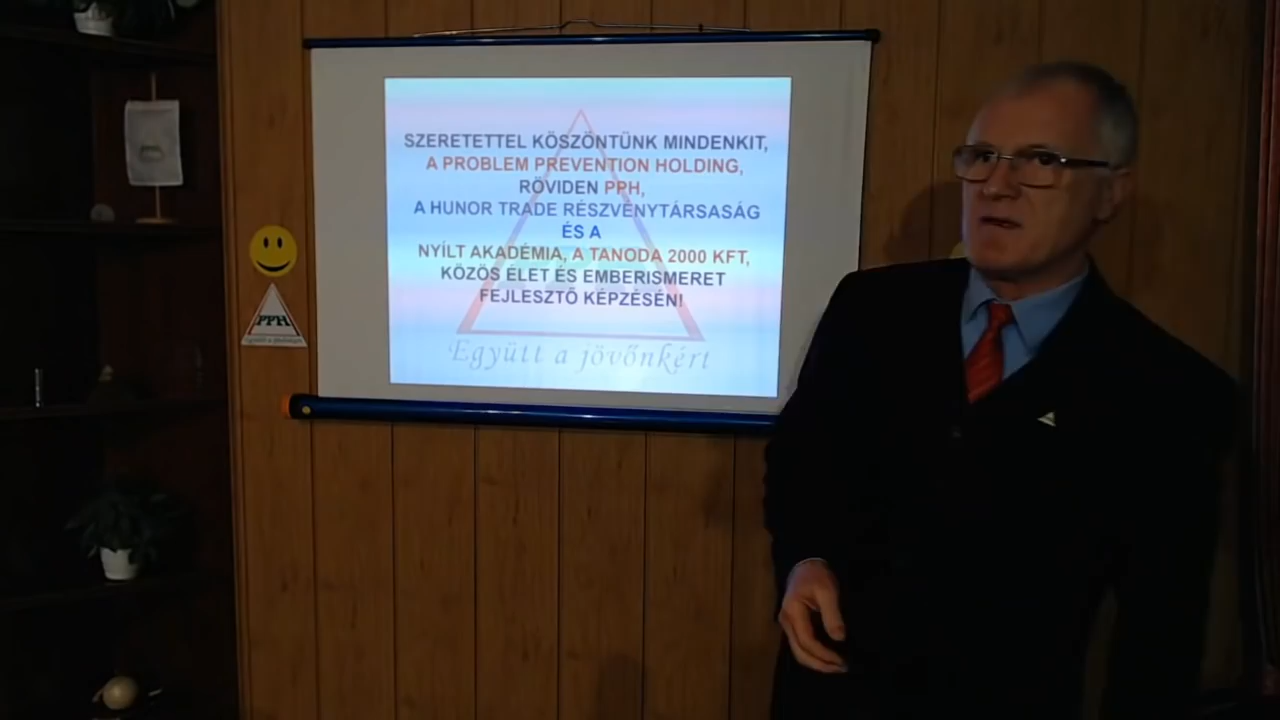 SZERETETTEL KÖSZÖNTÜNK MINDENKIT,
A PROBLEM PREVENTION HOLDING,
RÖVIDEN PPH,
A HUNOR TRADE RÉSZVÉNYTÁRSASÁG
ÉS A
NYÍLT AKADÉMIA, A TANODA 2000 KFT,
KÖZÖS ÉLET ÉS EMBERISMERET
FEJLESZTŐ KÉPZÉSÉN!
Együtt a jövőnkért
PPH